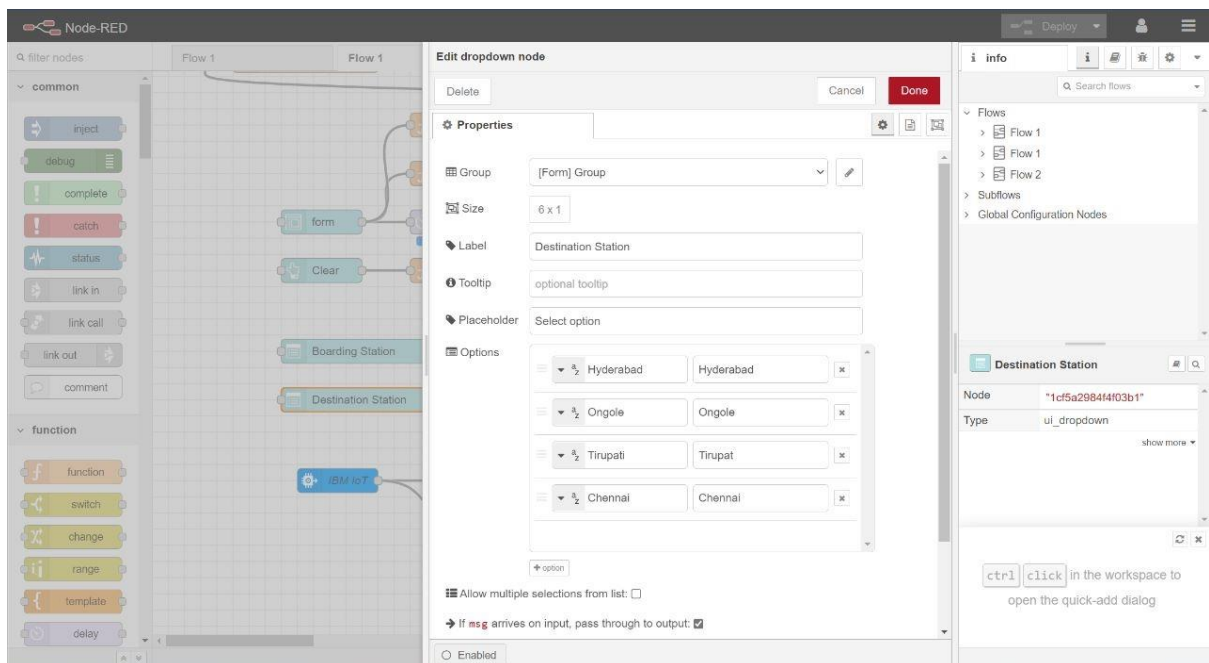 Node-RED
Deploy
filter nodes
Flow 1
Flow 1
Edit dropdown node
info
i
Delete
Cancel
Done
Search flows
common
inject
debug
complete
catch
status
link in
link call
link out
comment
function
function
switch
change
range
template
delay
form
Clear
Boarding Station
Destination Station
IBM IoT
Properties
Group
[Form] Group
Size
6 x 1
Label
Destination Station
Tooltip
optional tooltip
Placeholder
Select option
Options
Hyderabad Hyderabad
Ongole Ongole
Tirupati Tirupat
Chennai Chennai
option
Allow multiple selections from list:
If msg arrives on input, pass through to output:
Enabled
Flows
Flow 1
Flow 1
Flow 2
Subflows
Global Configuration Nodes
Destination Station
Node "1cf5a2984f4f03b1"
Type ui_dropdown
show more
ctrl click in the workspace to
open the quick-add dialog